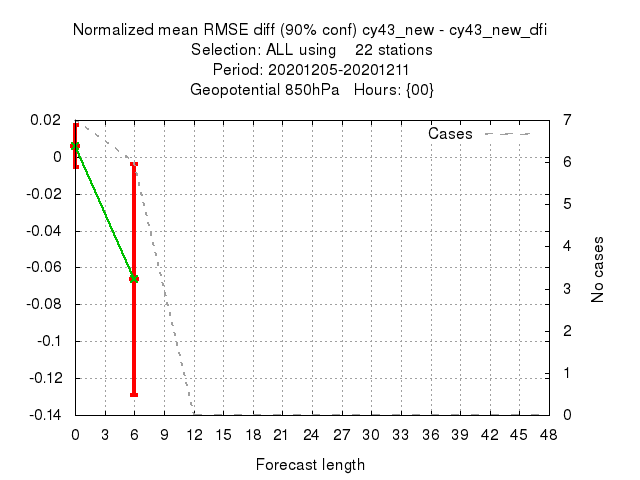 Normalized mean RMSE diff (90% conf) cy43_new - cy43_new_dfi
Selection: ALL using 22 stations
Period: 20201205-20201211
Geopotential 850hPa Hours: {00}
Cases
0.02
0
-0.02
-0.04
-0.06
-0.08
-0.1
-0.12
-0.14
7
6
5
4
3
2
1
0
No cases
0 3 6 9 12 15 18 21 24 27 30 33 36 39 42 45 48
Forecast length